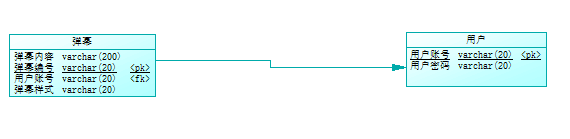 弹幕
弹幕内容 varchar(200)
弹幕编号 varchar(20) <pk>
用户账号 varchar(20) <fk>
弹幕样式 varchar(20)
用户
用户账号 varchar(20) <pk>
用户密码 varchar(20)